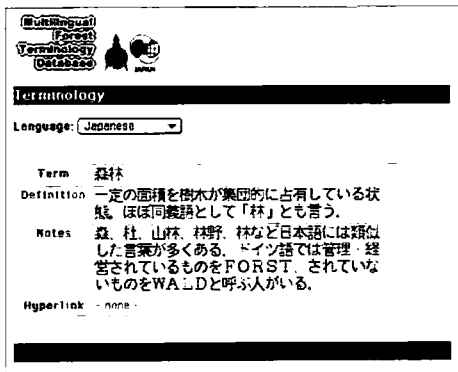 Multilingual
Forest
Terminology
Database
JAPAN
Terminology
Language: Japanese
Term 森林
Definition 一定の面積を樹木が集団的に占有している状
態。ほぼ同義語として「林」とも言う。
Notes 森、杜、山林、林野、林など日本語には類似
した言葉が多くある。ドイツ語では管理・経
営されているものをFORST、されていな
いものをWALDと呼ぶ人がいる。
Hyperlink - none -